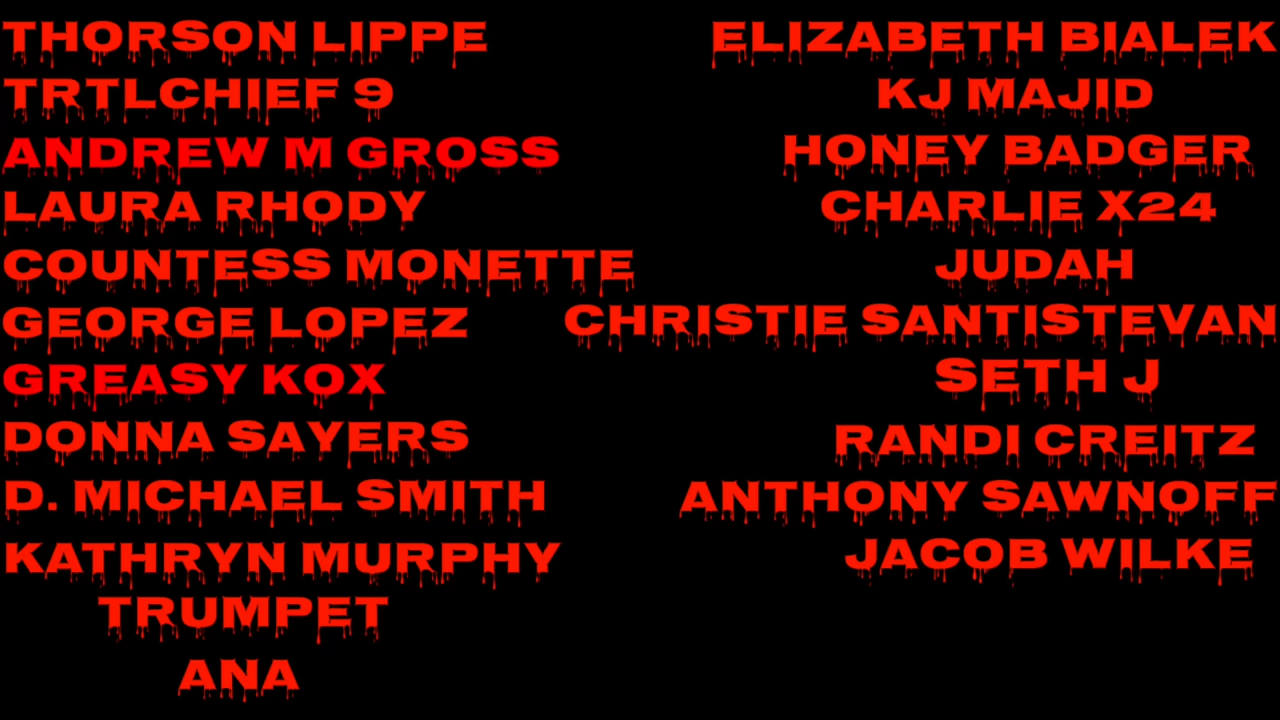 THORSON LIPPE
TRTLCHIEF 9
ANDREW M GROSS
LAURA RHODY
COUNTESS MONETTE
GEORGE LOPEZ
GREASY KOX
DONNA SAYERS
D. MICHAEL SMITH
KATHRYN MURPHY
TRUMPET
ANA
ELIZABETH BIALEK
KJ MAJID
HONEY BADGER
CHARLIE X24
JUDAH
CHRISTIE SANTISTEVAN
SETH J
RANDI CREITZ
ANTHONY SAWNOFF
JACOB WILKE